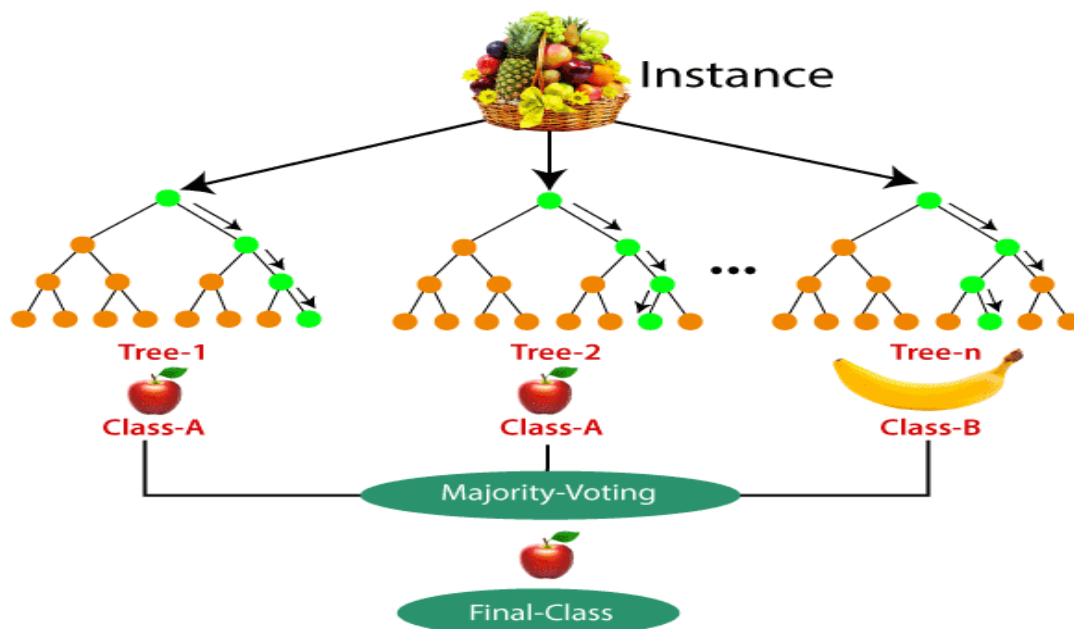 Instance
...
Tree-1
Tree-2
Tree-n
Class-A
Class-A
Class-B
Majority-Voting
Final-Class